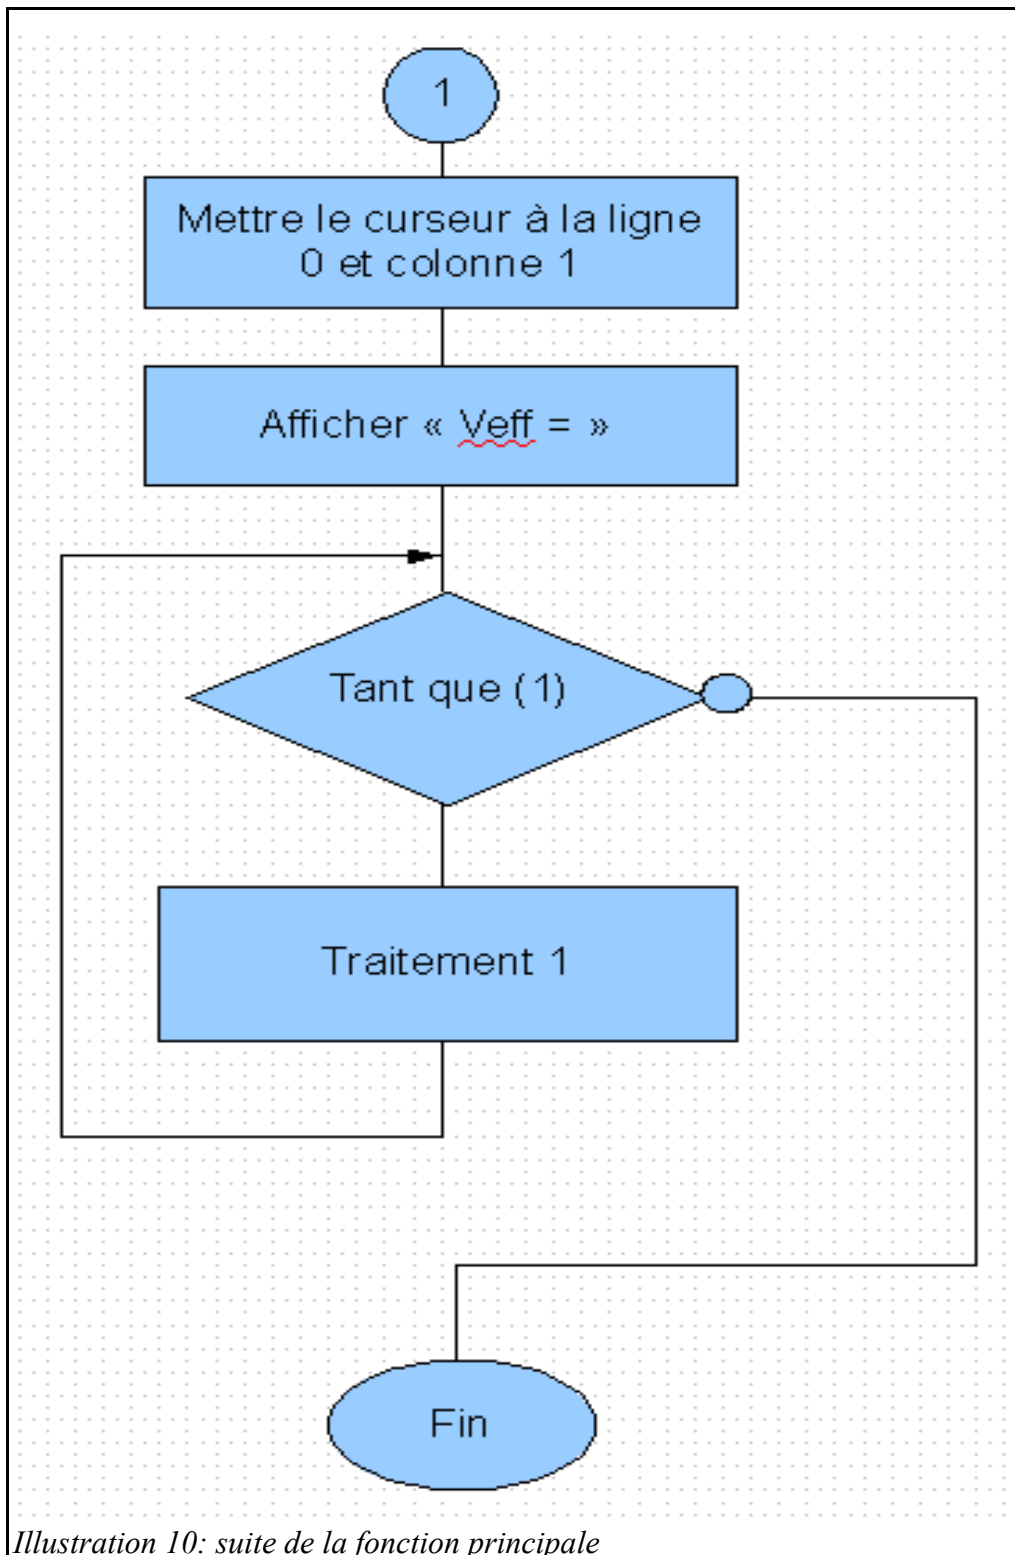 1
Mettre le curseur à la ligne
0 et colonne 1
Afficher « Veff = »
Tant que (1)
Traitement 1
Fin
Illustration 10: suite de la fonction principale